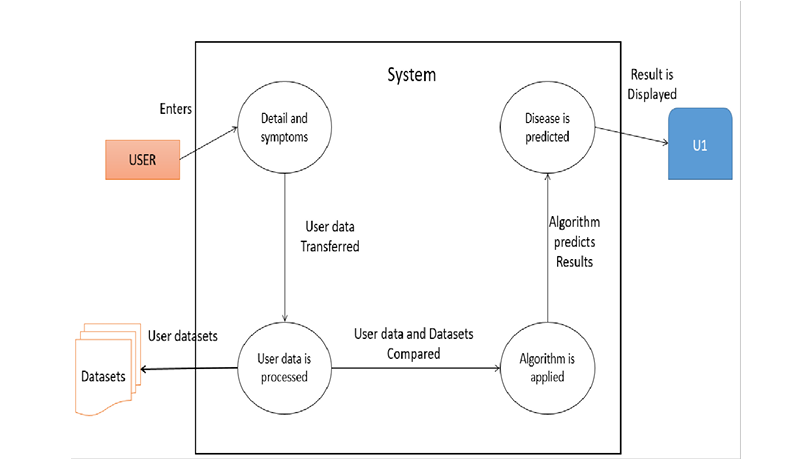 System
Result is
Displayed
Enters
Detail and
symptoms
Disease is
predicted
USER
U1
User data
Transferred
Algorithm
predicts
Results
User datasets
User data and Datasets
Compared
Datasets
User data is
processed
Algorithm is
applied